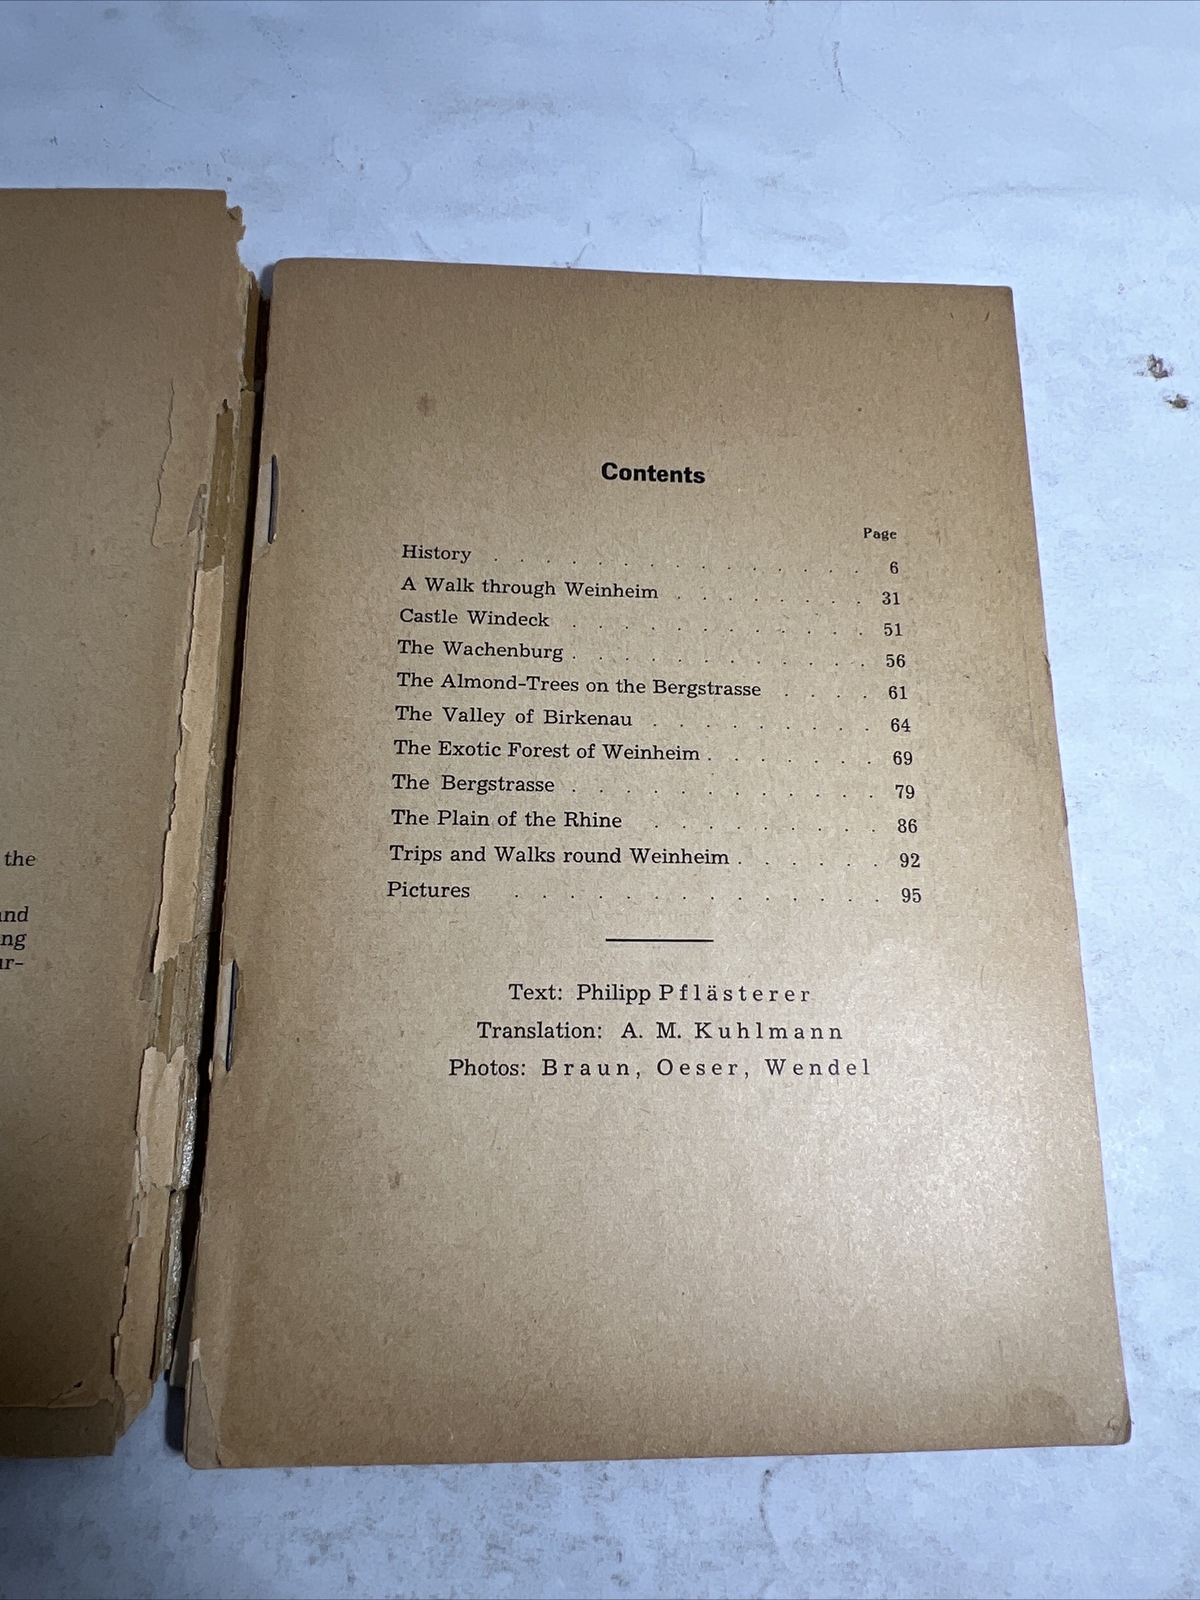 the
and
ng
ur-
Contents
Page
History . . . . . . . . . . . . . . . 6
A Walk through Weinheim . . . . . . . . 31
Castle Windeck . . . . . . . . . . . . 51
The Wachenburg . . . . . . . . . . . . 56
The Almond-Trees on the Bergstrasse . . . . 61
The Valley of Birkenau . . . . . . . . . 64
The Exotic Forest of Weinheim . . . . . . . 69
The Bergstrasse . . . . . . . . . . . . 79
The Plain of the Rhine . . . . . . . . . 86
Trips and Walks round Weinheim . . . . . . 92
Pictures . . . . . . . . . . . . . . 95
Text: Philipp Pflästerer
Translation: A. M. Kuhlmann
Photos: Braun, Oeser, Wendel